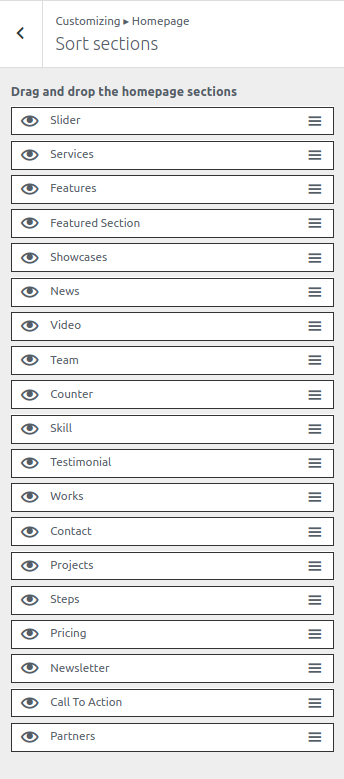 Customizing ▸ Homepage
Sort sections
Drag and drop the homepage sections
Slider
Services
Features
Featured Section
Showcases
News
Video
Team
Counter
Skill
Testimonial
Works
Contact
Projects
Steps
Pricing
Newsletter
Call To Action
Partners